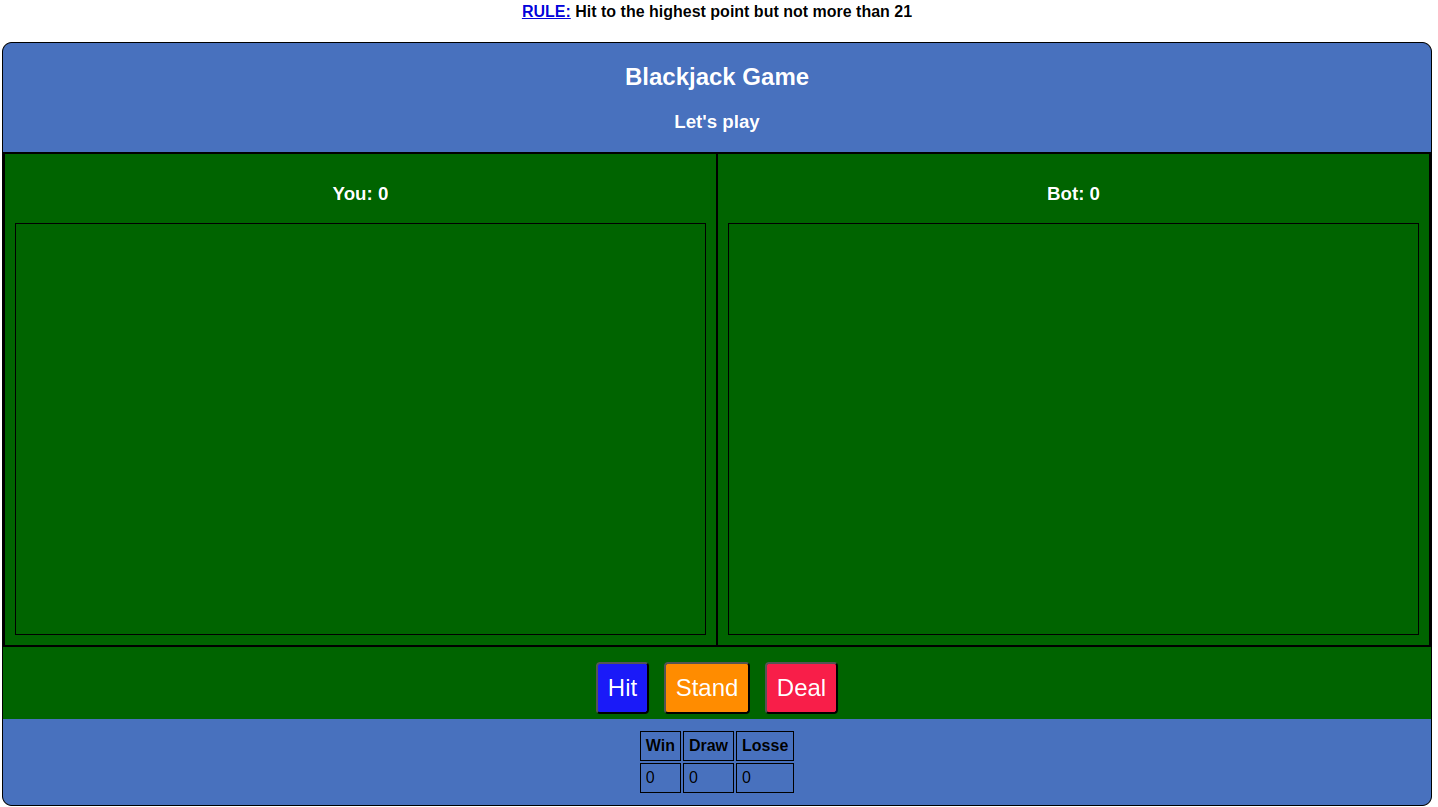 RULE: Hit to the highest point but not more than 21
Blackjack Game
Let's play
You: 0
Bot: 0
Hit Stand Deal
Win Draw Losse
0 0 0